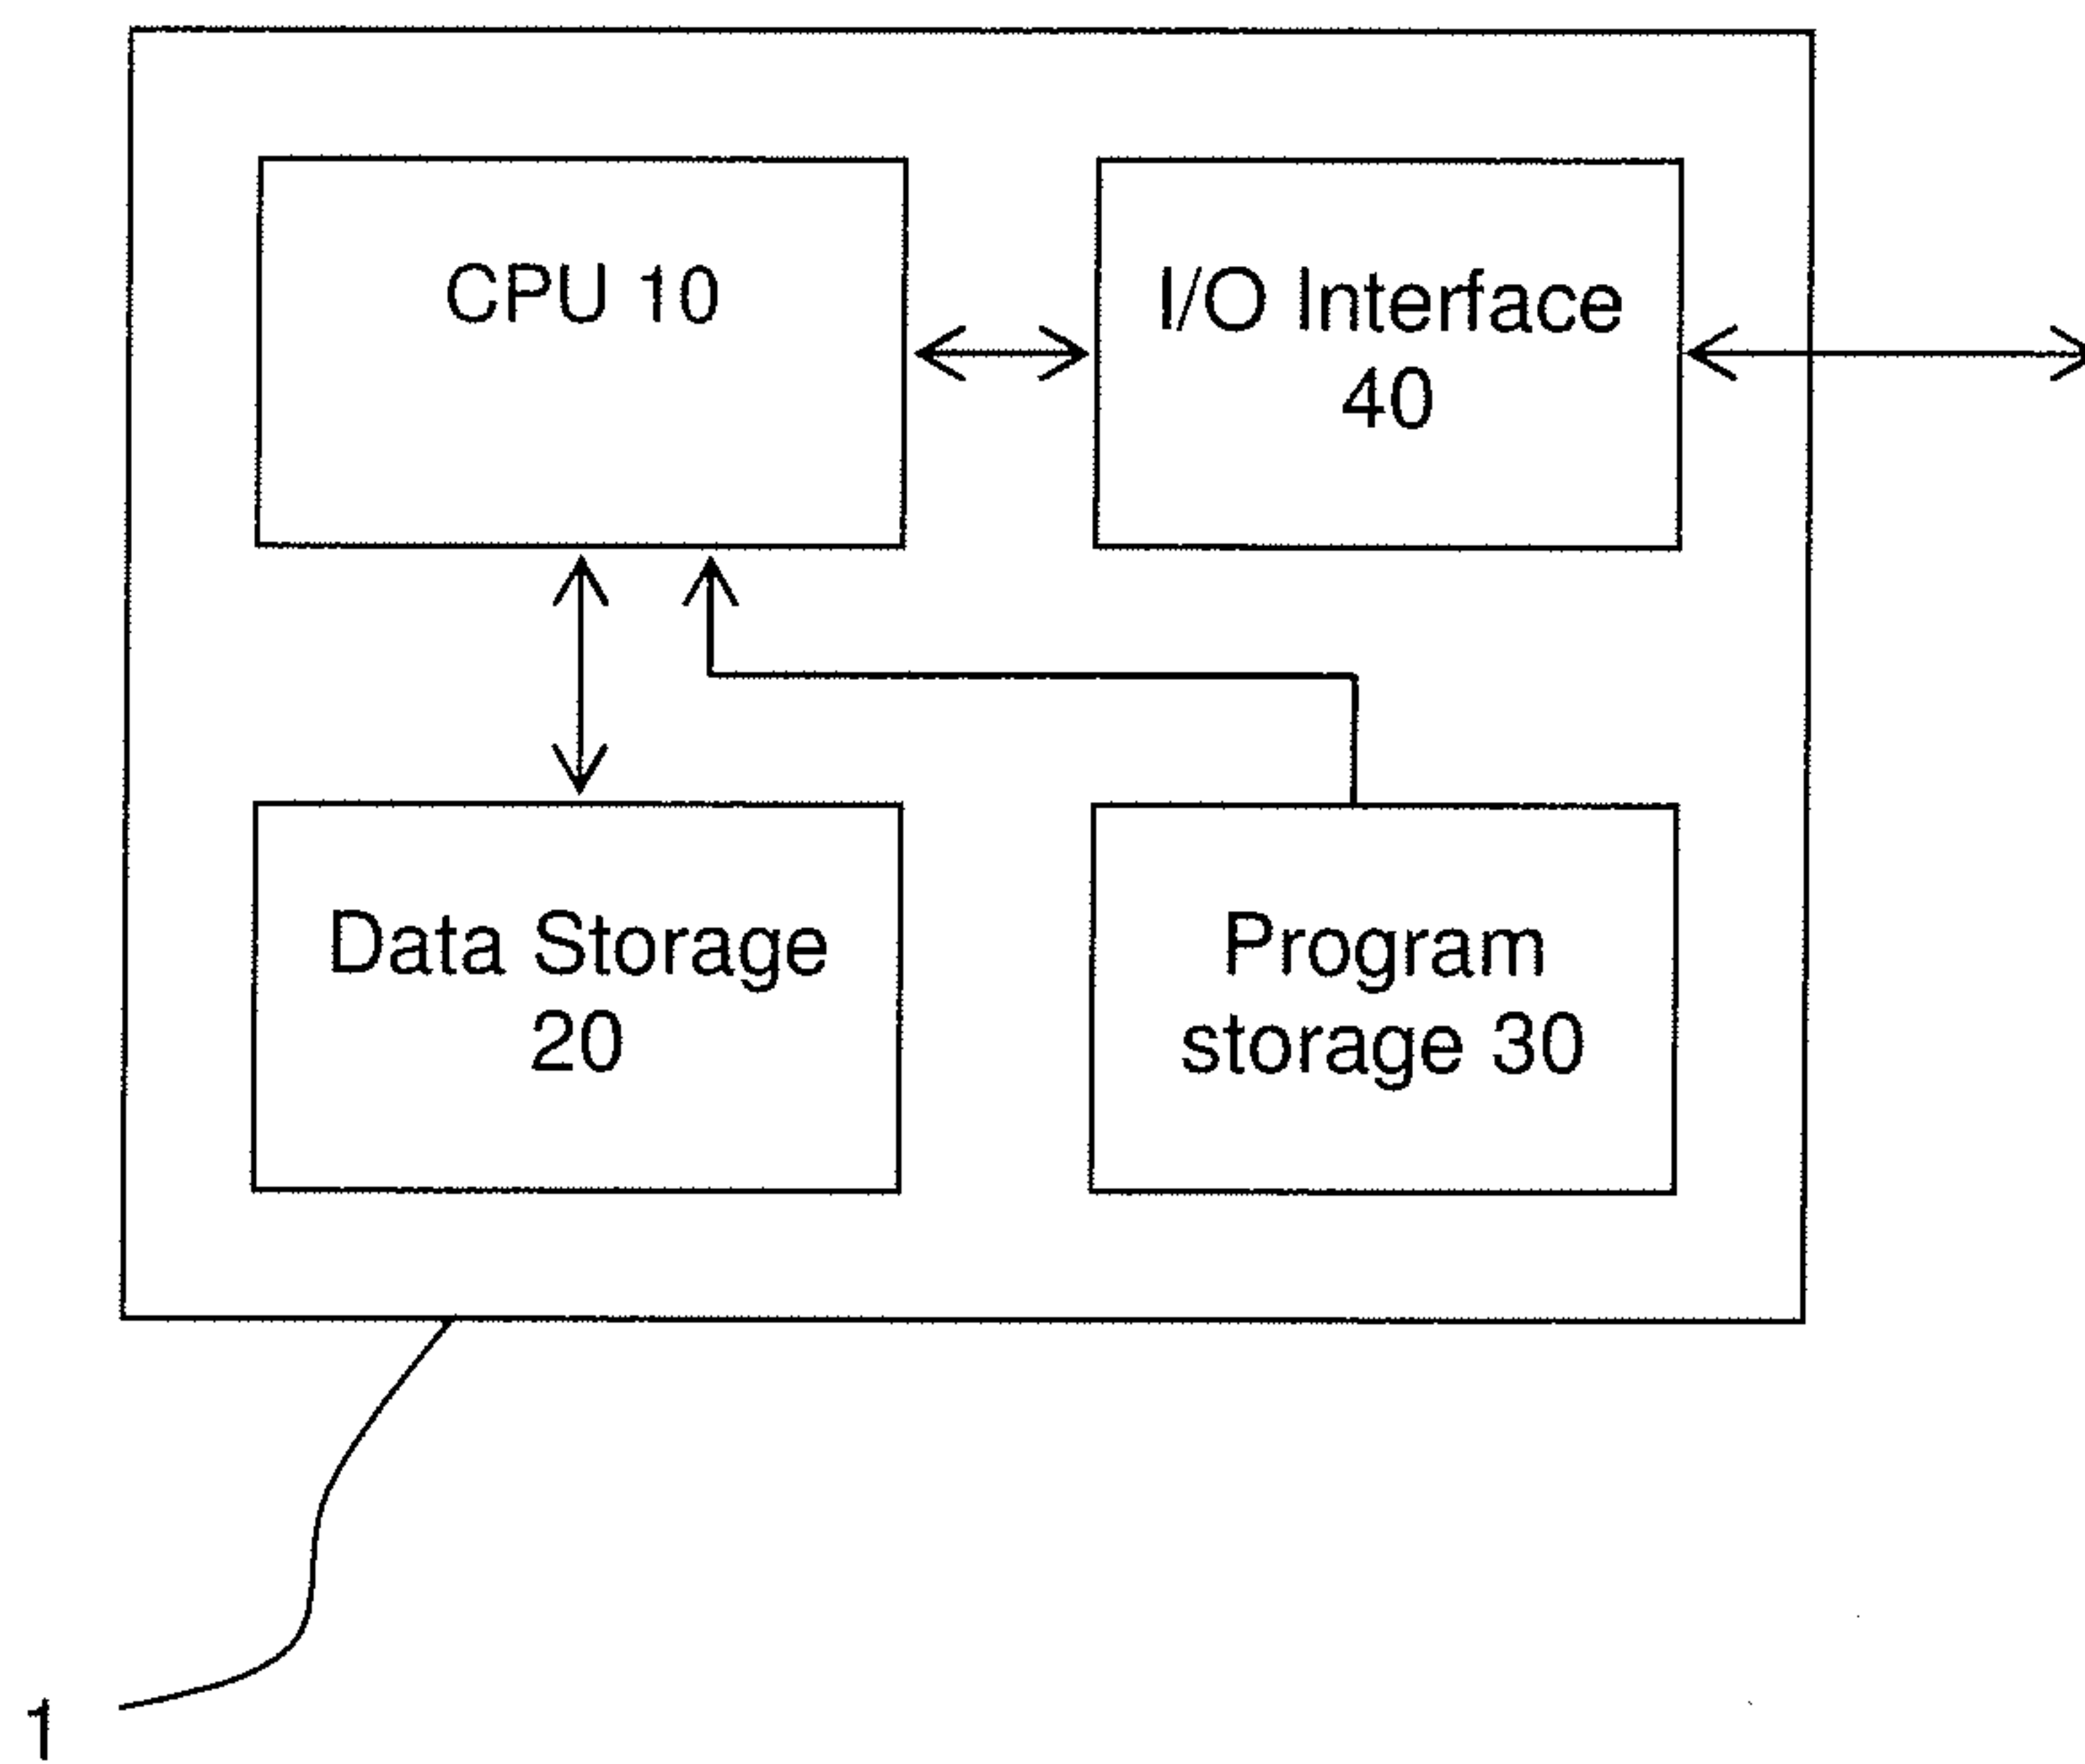 CPU 10
I/O Interface
40
Data Storage
20
Program
storage 30
1